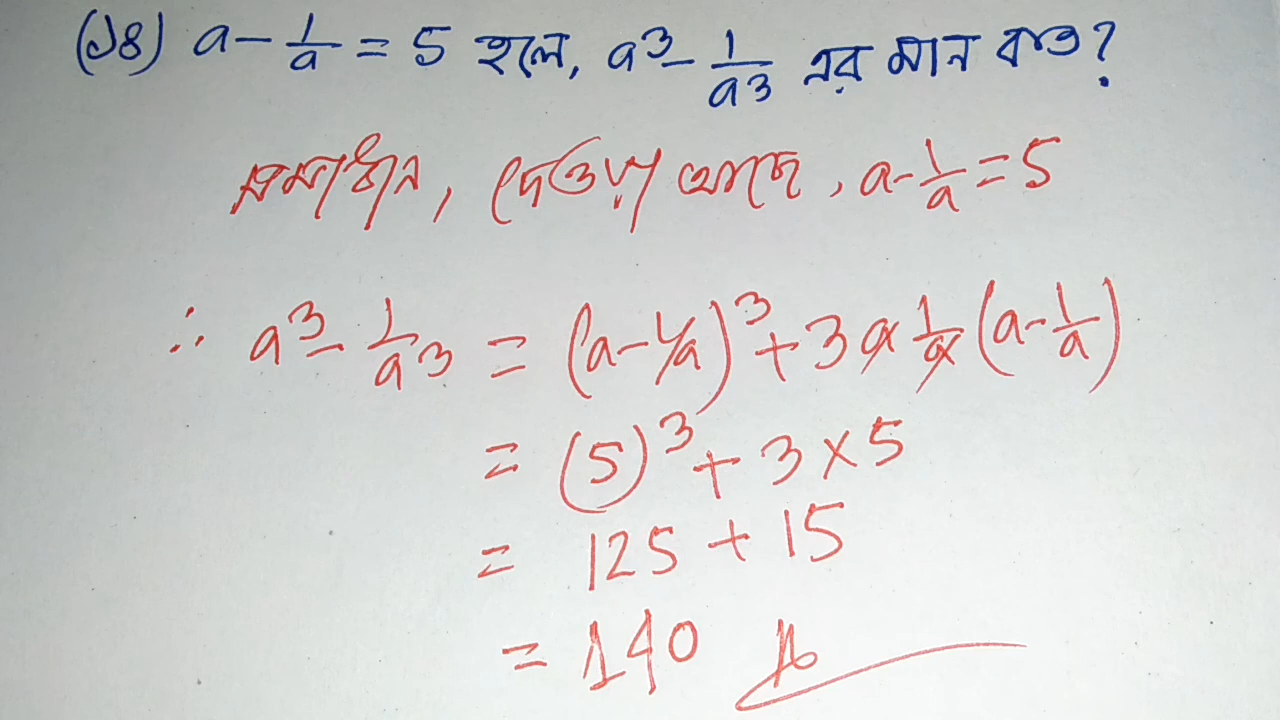 (১৪) a - 1/a = 5 হলে, a³ - 1/a³ এর মান কত?
সমাধান, দেওয়া আছে, a - 1/a = 5
∴ a³ - 1/a³ = (a - 1/a)³ + 3 a 1/a (a - 1/a)
= (5)³ + 3 × 5
= 125 + 15
= 140